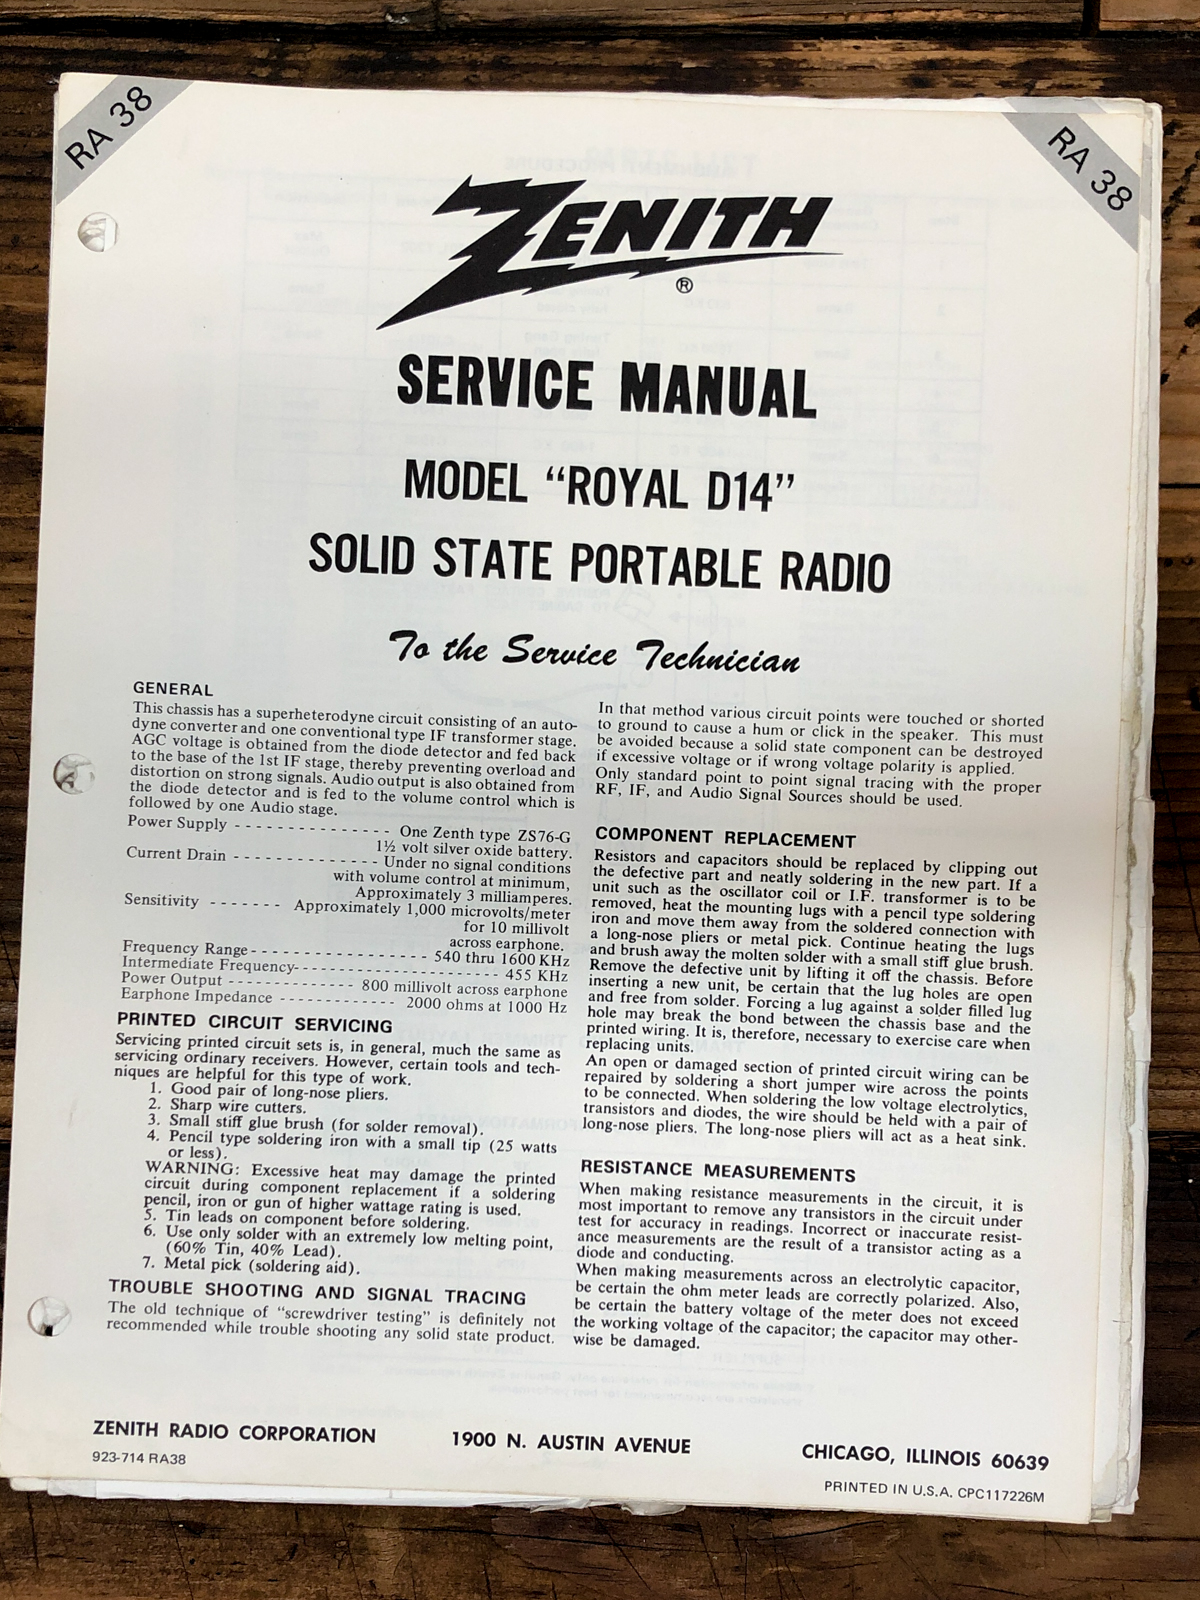 RA 38
RA 38
ZENITH
®
SERVICE MANUAL
MODEL “ROYAL D14”
SOLID STATE PORTABLE RADIO
To the Service Technician
GENERAL
This chassis has a superheterodyne circuit consisting of an auto-
dyne converter and one conventional type IF transformer stage.
AGC voltage is obtained from the diode detector and fed back
to the base of the 1st IF stage, thereby preventing overload and
distortion on strong signals. Audio output is also obtained from
the diode detector and is fed to the volume control which is
followed by one Audio stage.
Power Supply - - - - - - - - - - - - - - - One Zenth type ZS76-G
1½ volt silver oxide battery.
Current Drain - - - - - - - - - - - - - - Under no signal conditions
with volume control at minimum,
Approximately 3 milliamperes.
Sensitivity - - - - - - - Approximately 1,000 microvolts/meter
for 10 millivolt
across earphone.
Frequency Range - - - - - - - - - - - - - - - - - - 540 thru 1600 KHz
Intermediate Frequency- - - - - - - - - - - - - - - - - - - - - 455 KHz
Power Output - - - - - - - - - - - - - 800 millivolt across earphone
Earphone Impedance - - - - - - - - - - - - 2000 ohms at 1000 Hz
PRINTED CIRCUIT SERVICING
Servicing printed circuit sets is, in general, much the same as
servicing ordinary receivers. However, certain tools and tech-
niques are helpful for this type of work.
1. Good pair of long-nose pliers.
2. Sharp wire cutters.
3. Small stiff glue brush (for solder removal).
4. Pencil type soldering iron with a small tip (25 watts
or less).
WARNING: Excessive heat may damage the printed
circuit during component replacement if a soldering
pencil, iron or gun of higher wattage rating is used.
5. Tin leads on component before soldering.
6. Use only solder with an extremely low melting point,
(60% Tin, 40% Lead).
7. Metal pick (soldering aid).
TROUBLE SHOOTING AND SIGNAL TRACING
The old technique of “screwdriver testing” is definitely not
recommended while trouble shooting any solid state product.
In that method various circuit points were touched or shorted
to ground to cause a hum or click in the speaker. This must
be avoided because a solid state component can be destroyed
if excessive voltage or if wrong voltage polarity is applied.
Only standard point to point signal tracing with the proper
RF, IF, and Audio Signal Sources should be used.
COMPONENT REPLACEMENT
Resistors and capacitors should be replaced by clipping out
the defective part and neatly soldering in the new part. If a
unit such as the oscillator coil or I.F. transformer is to be
removed, heat the mounting lugs with a pencil type soldering
iron and move them away from the soldered connection with
a long-nose pliers or metal pick. Continue heating the lugs
and brush away the molten solder with a small stiff glue brush.
Remove the defective unit by lifting it off the chassis. Before
inserting a new unit, be certain that the lug holes are open
and free from solder. Forcing a lug against a solder filled lug
hole may break the bond between the chassis base and the
printed wiring. It is, therefore, necessary to exercise care when
replacing units.
An open or damaged section of printed circuit wiring can be
repaired by soldering a short jumper wire across the points
to be connected. When soldering the low voltage electrolytics,
transistors and diodes, the wire should be held with a pair of
long-nose pliers. The long-nose pliers will act as a heat sink.
RESISTANCE MEASUREMENTS
When making resistance measurements in the circuit, it is
most important to remove any transistors in the circuit under
test for accuracy in readings. Incorrect or inaccurate resist-
ance measurements are the result of a transistor acting as a
diode and conducting.
When making measurements across an electrolytic capacitor,
be certain the ohm meter leads are correctly polarized. Also,
be certain the battery voltage of the meter does not exceed
the working voltage of the capacitor; the capacitor may other-
wise be damaged.
ZENITH RADIO CORPORATION 1900 N. AUSTIN AVENUE CHICAGO, ILLINOIS 60639
923-714 RA38
PRINTED IN U.S.A. CPC117226M